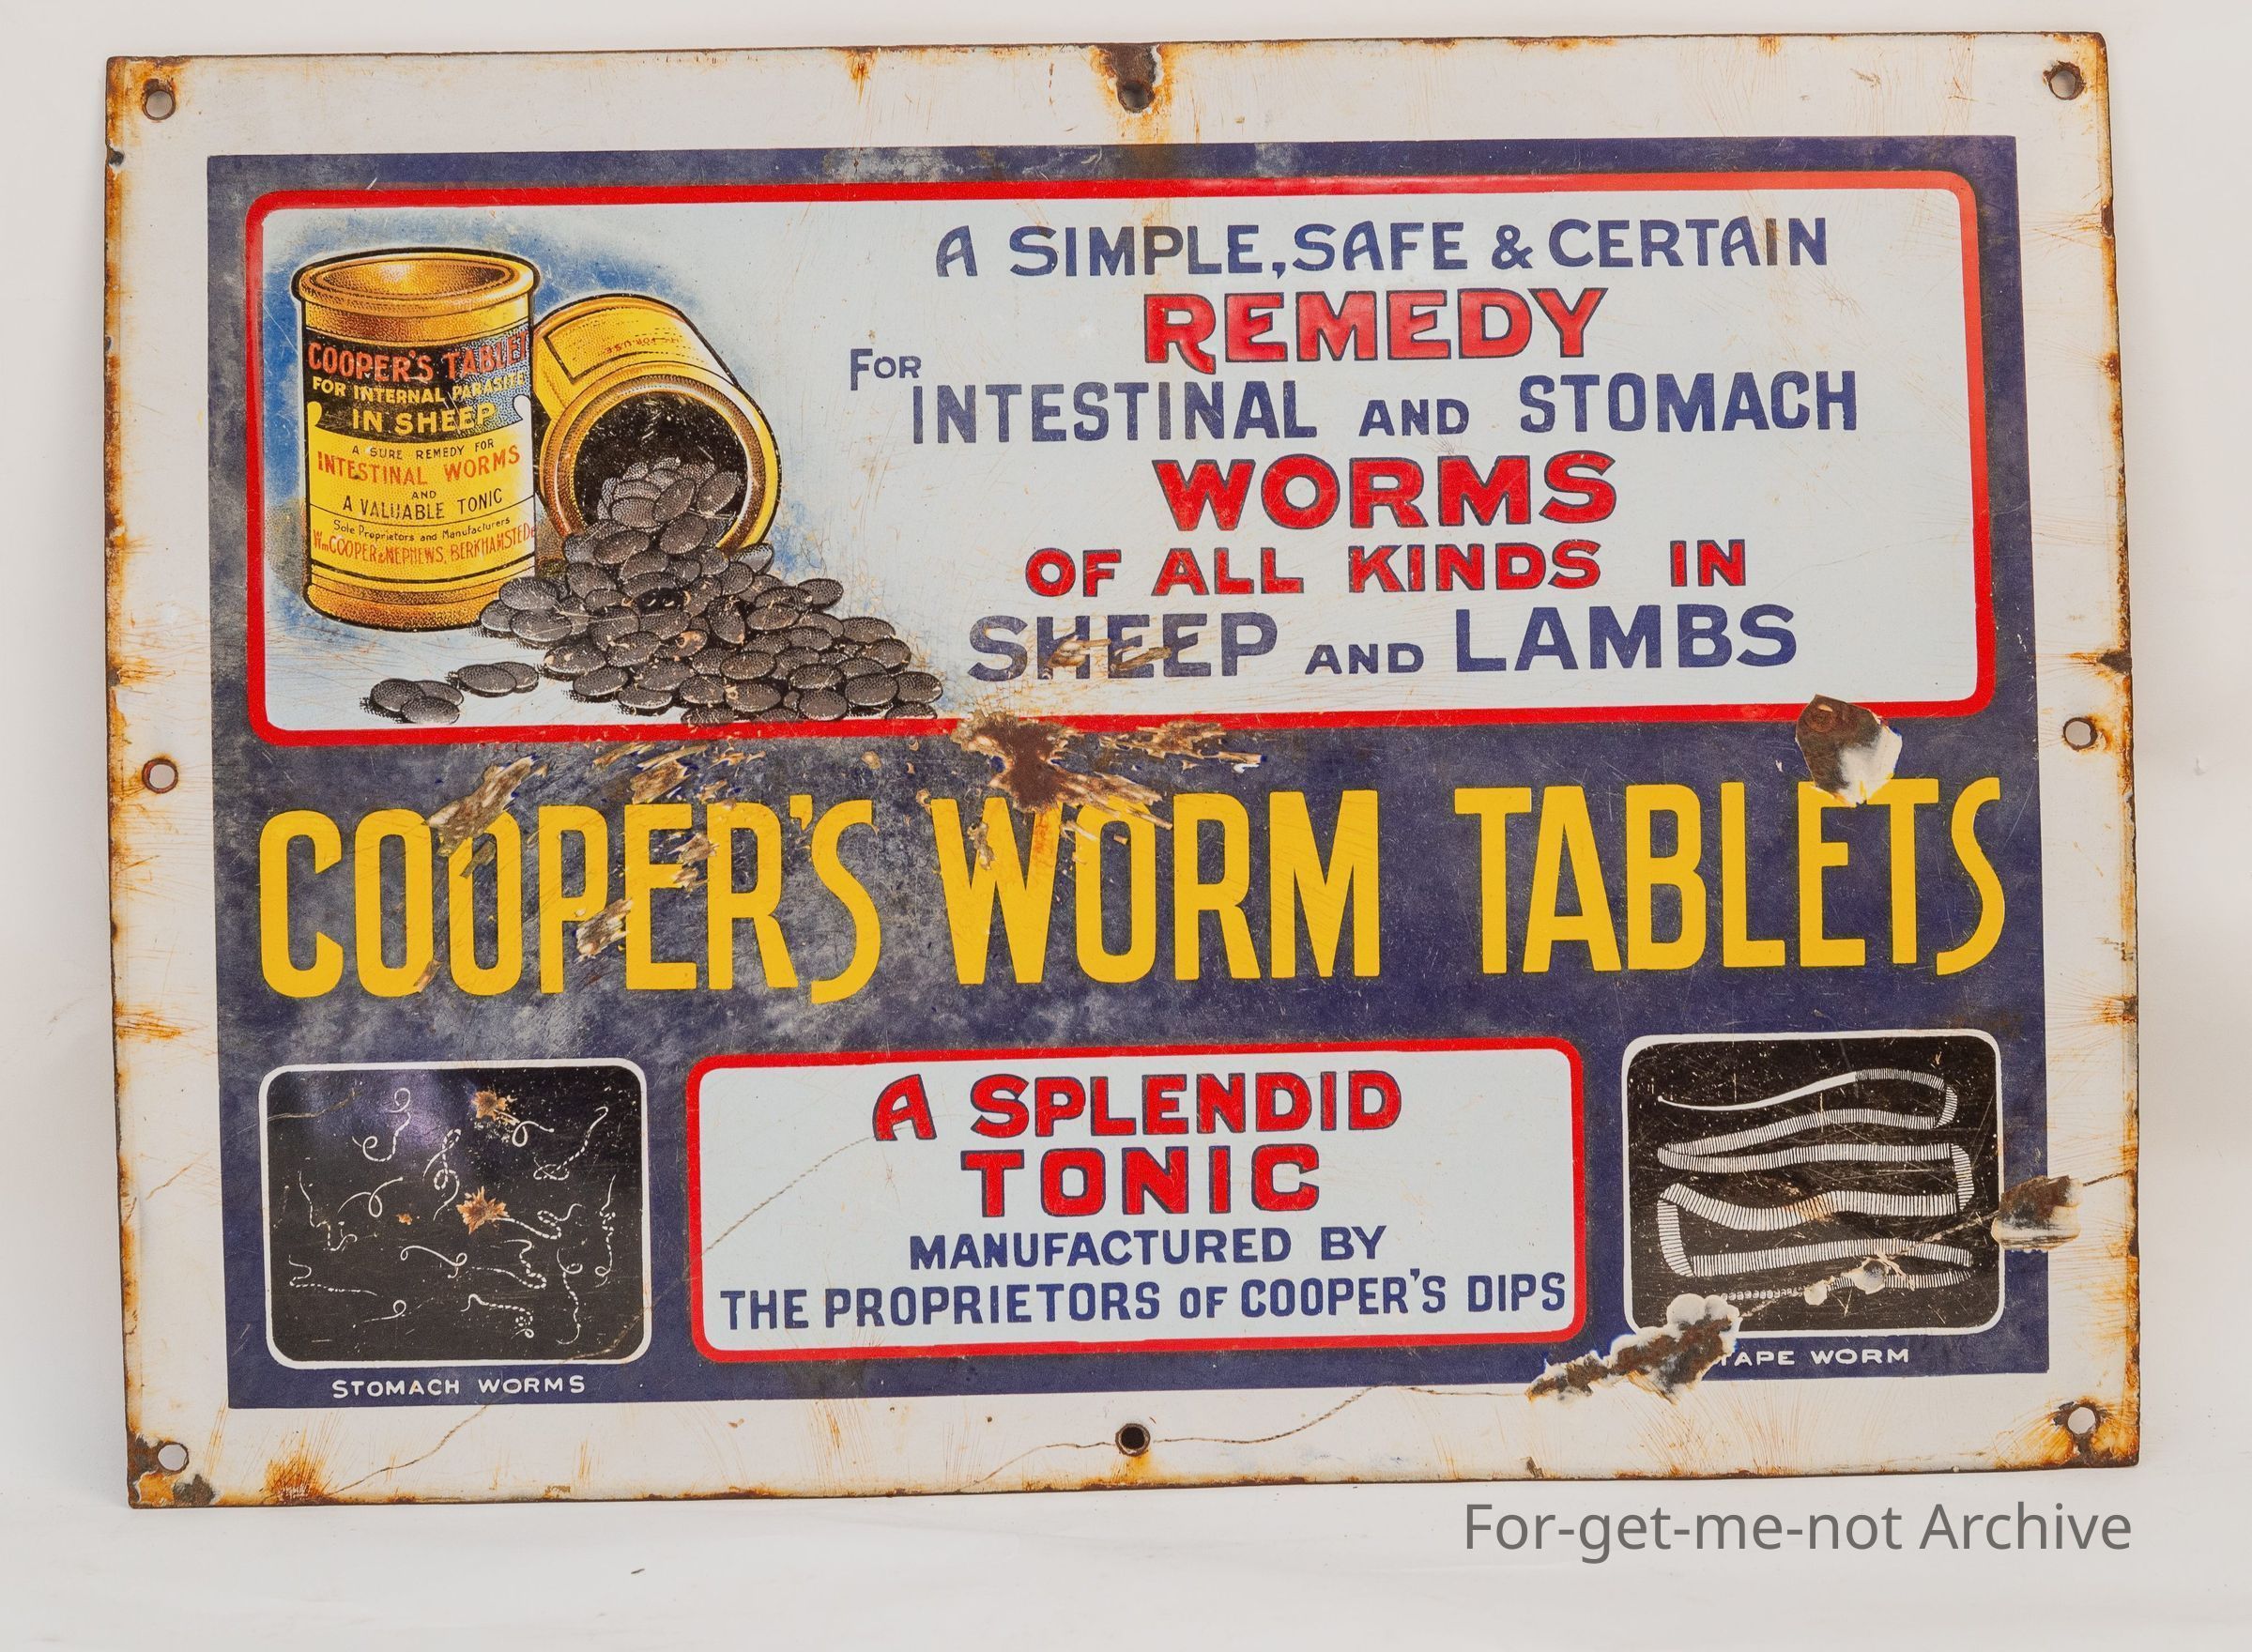 A SIMPLE, SAFE & CERTAIN
REMEDY
FOR
INTESTINAL AND STOMACH
WORMS
OF ALL KINDS IN
SHEEP AND LAMBS
COOPER'S TABLET
FOR INTERNAL PARASITE
IN SHEEP
A SURE REMEDY FOR
INTESTINAL WORMS
AND
A VALUABLE TONIC
Sole Proprietors and Manufacturers
Wm COOPER & NEPHEWS, BERKHAMSTED
COOPER'S WORM TABLETS
A SPLENDID
TONIC
MANUFACTURED BY
THE PROPRIETORS OF COOPER'S DIPS
STOMACH WORMS
TAPE WORM
For-get-me-not Archive